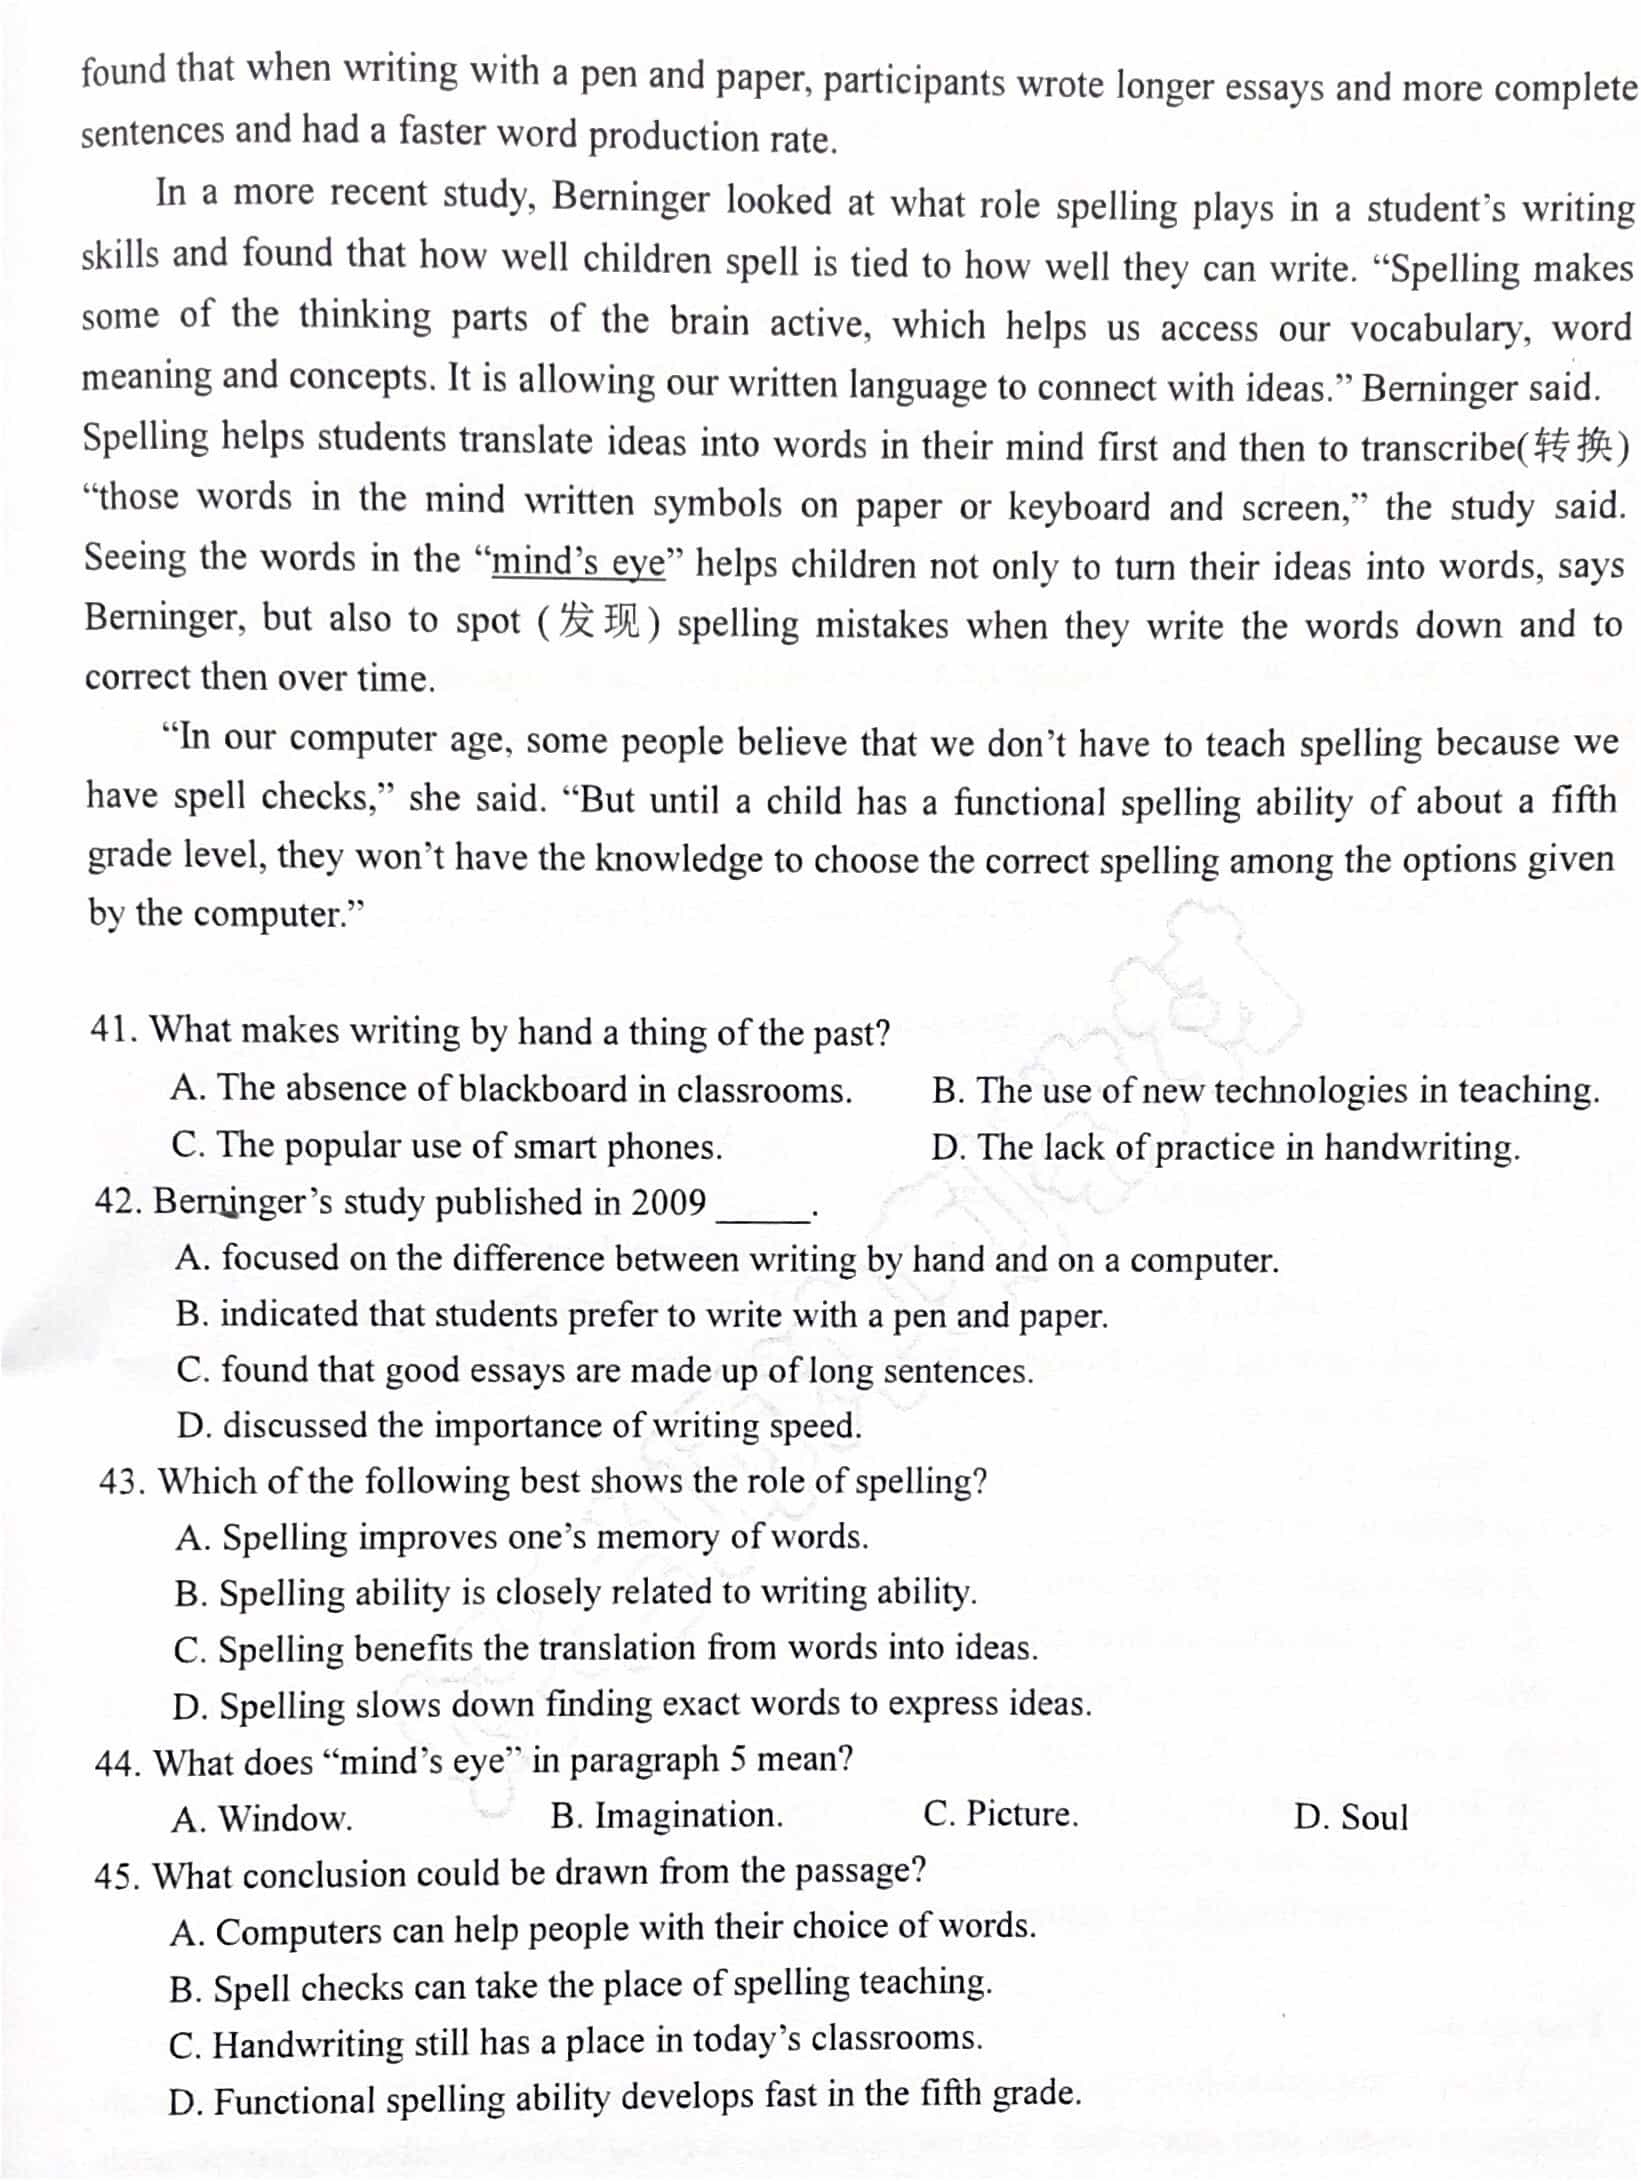 found that when writing with a pen and paper, participants wrote longer essays and more complete
sentences and had a faster word production rate.
In a more recent study, Berninger looked at what role spelling plays in a student's writing
skills and found that how well children spell is tied to how well they can write. “Spelling makes
some of the thinking parts of the brain active, which helps us access our vocabulary, word
meaning and concepts. It is allowing our written language to connect with ideas.” Berninger said.
Spelling helps students translate ideas into words in their mind first and then to transcribe(转换)
“those words in the mind written symbols on paper or keyboard and screen,” the study said.
Seeing the words in the “mind's eye” helps children not only to turn their ideas into words, says
Berninger, but also to spot (发现) spelling mistakes when they write the words down and to
correct then over time.
“In our computer age, some people believe that we don't have to teach spelling because we
have spell checks,” she said. “But until a child has a functional spelling ability of about a fifth
grade level, they won't have the knowledge to choose the correct spelling among the options given
by the computer.”
41. What makes writing by hand a thing of the past?
A. The absence of blackboard in classrooms. B. The use of new technologies in teaching.
C. The popular use of smart phones. D. The lack of practice in handwriting.
42. Berninger's study published in 2009 _____.
A. focused on the difference between writing by hand and on a computer.
B. indicated that students prefer to write with a pen and paper.
C. found that good essays are made up of long sentences.
D. discussed the importance of writing speed.
43. Which of the following best shows the role of spelling?
A. Spelling improves one's memory of words.
B. Spelling ability is closely related to writing ability.
C. Spelling benefits the translation from words into ideas.
D. Spelling slows down finding exact words to express ideas.
44. What does “mind's eye” in paragraph 5 mean?
A. Window. B. Imagination. C. Picture. D. Soul
45. What conclusion could be drawn from the passage?
A. Computers can help people with their choice of words.
B. Spell checks can take the place of spelling teaching.
C. Handwriting still has a place in today's classrooms.
D. Functional spelling ability develops fast in the fifth grade.